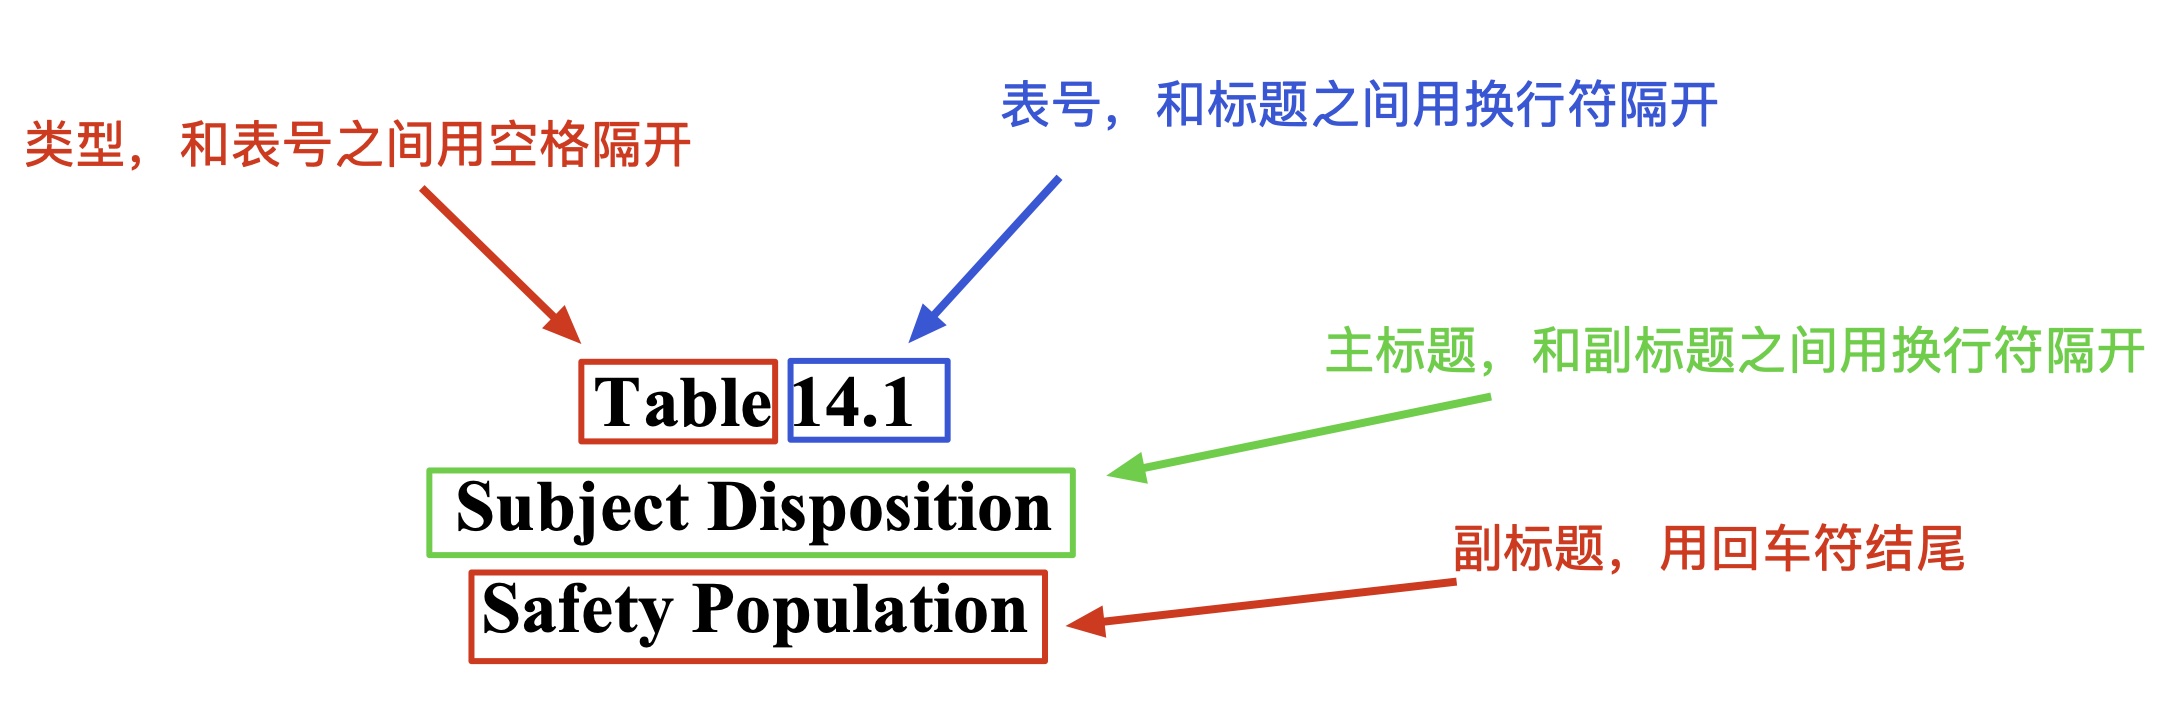 表号，和标题之间用换行符隔开
类型，和表号之间用空格隔开
主标题，和副标题之间用换行符隔开
Table 14.1
Subject Disposition
副标题，用回车符结尾
Safety Population